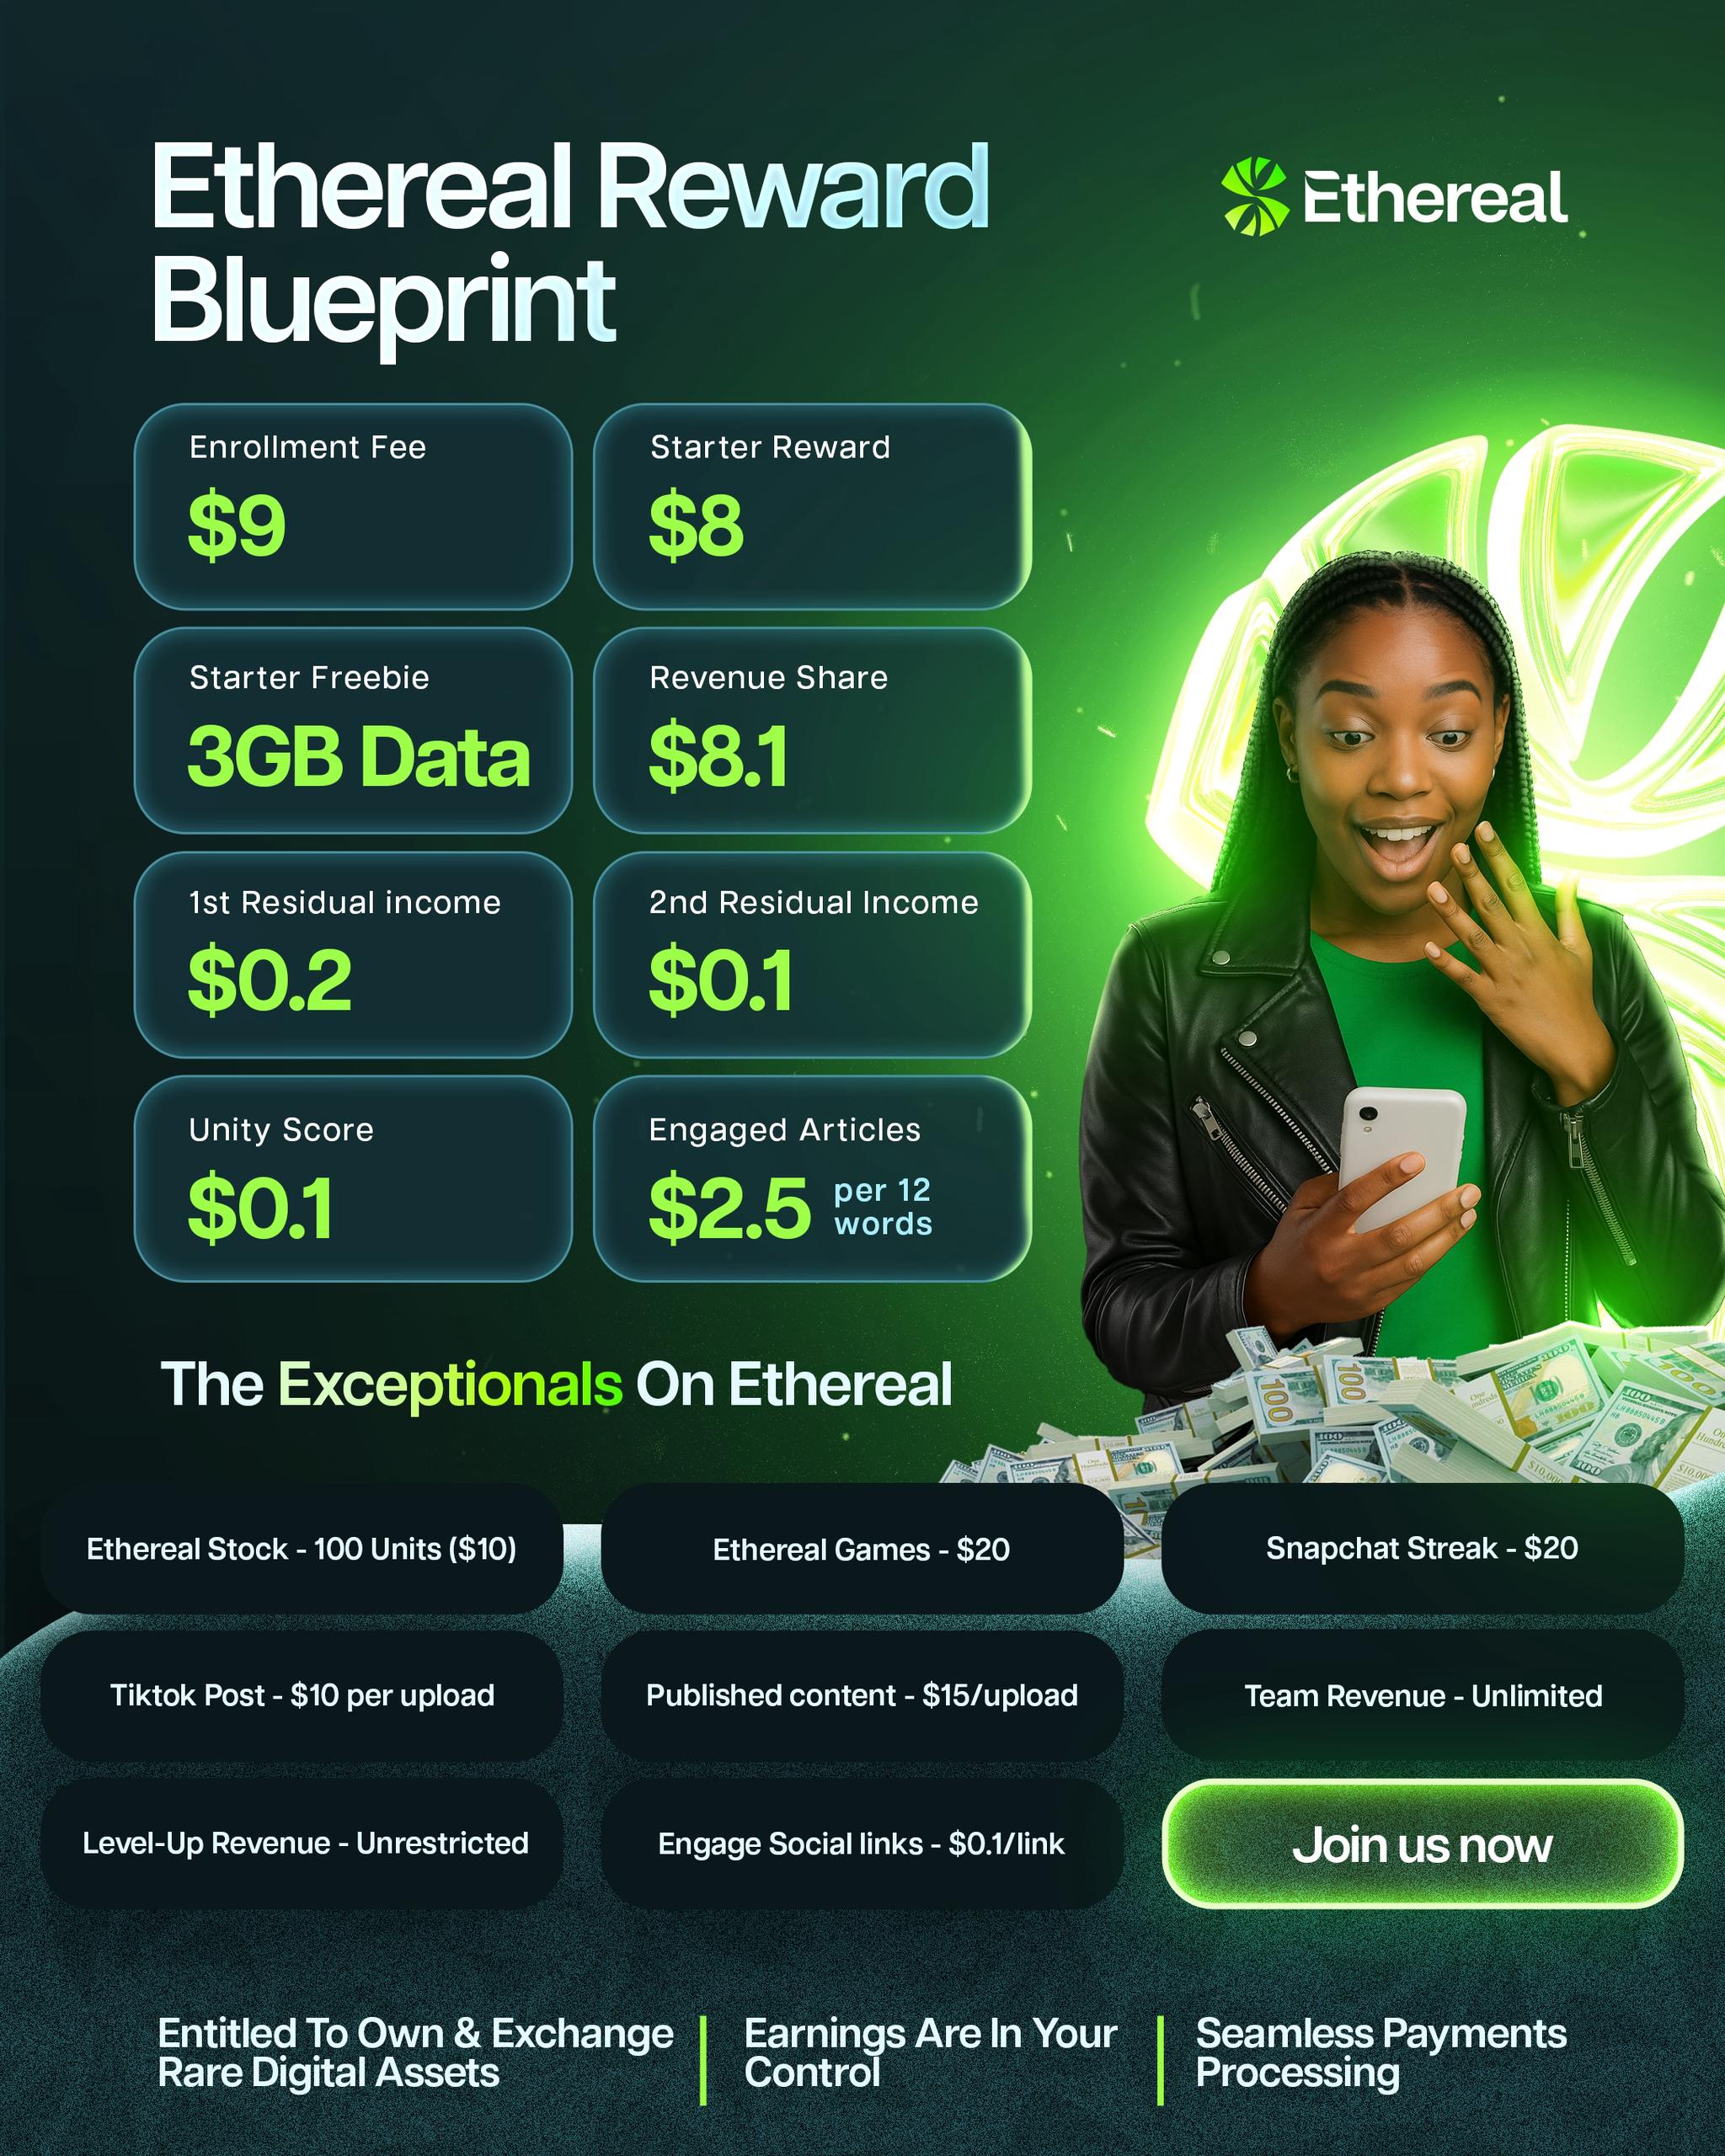 Ethereal Reward
Blueprint
Ethereal
Enrollment Fee
$9
Starter Reward
$8
Starter Freebie
3GB Data
Revenue Share
$8.1
1st Residual income
$0.2
2nd Residual Income
$0.1
Unity Score
$0.1
Engaged Articles
$2.5
per 12
words
The Exceptionals On Ethereal
Ethereal Stock - 100 Units ($10)
Ethereal Games - $20
Snapchat Streak - $20
Tiktok Post - $10 per upload
Published content - $15/upload
Team Revenue - Unlimited
Level-Up Revenue - Unrestricted
Engage Social links - $0.1/link
Join us now
Entitled To Own & Exchange
Rare Digital Assets
Earnings Are In Your
Control
Seamless Payments
Processing